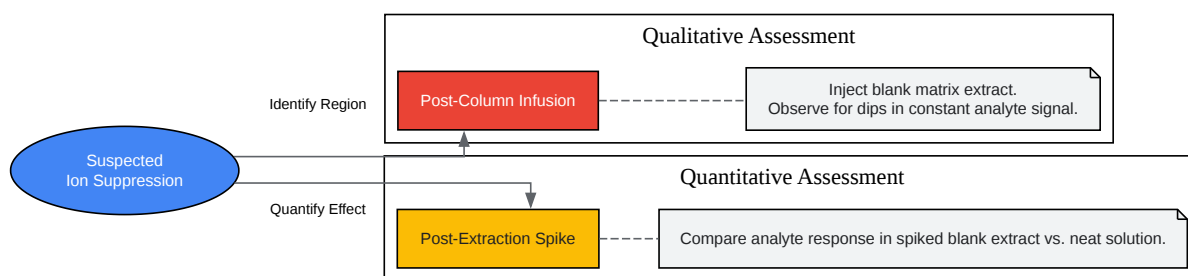 Qualitative Assessment
Identify Region
Post-Column Infusion
Inject blank matrix extract.
Observe for dips in constant analyte signal.
Suspected
Ion Suppression
Quantitative Assessment
Quantify Effect
Post-Extraction Spike
Compare analyte response in spiked blank extract vs. neat solution.